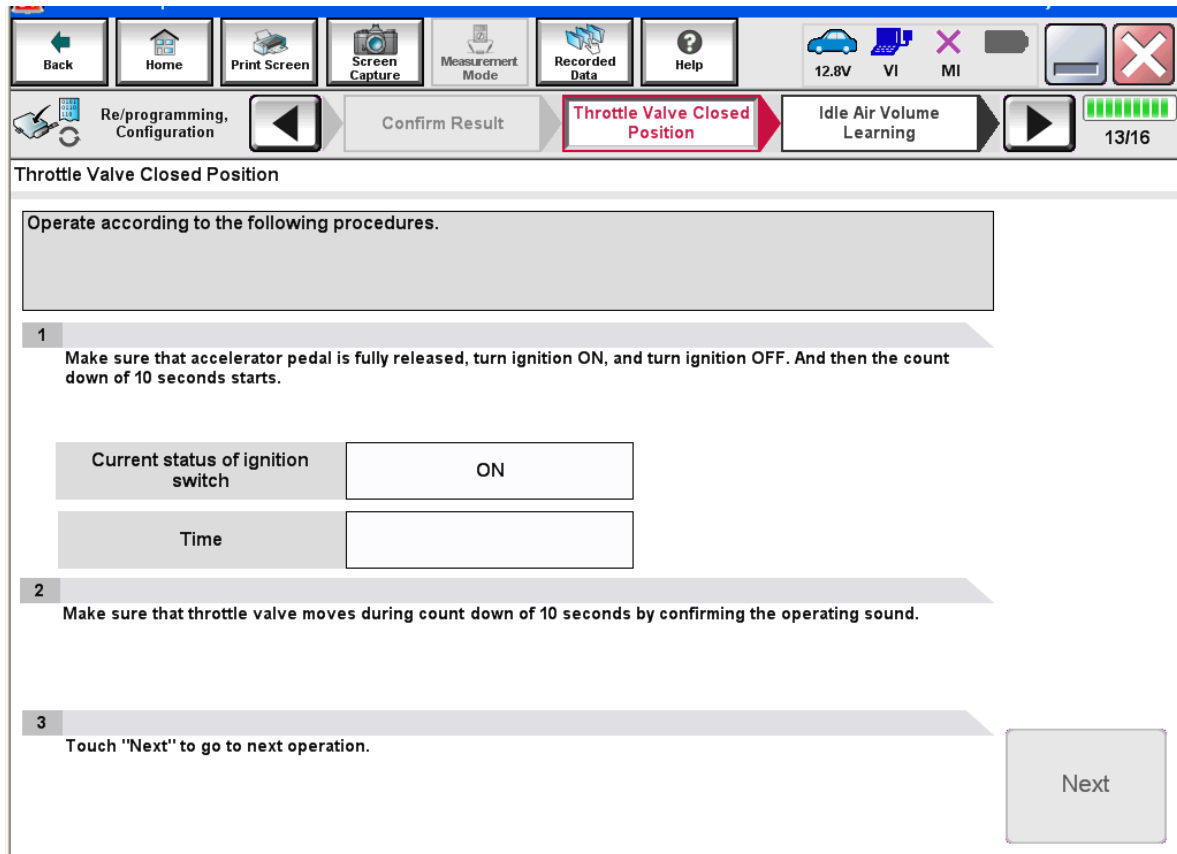 Back
Home
Print Screen
Screen
Capture
Measurement
Mode
Recorded
Data
Help
12.8V
VI
MI
Re/programming,
Configuration
Confirm Result
Throttle Valve Closed
Position
Idle Air Volume
Learning
13/16
Throttle Valve Closed Position
Operate according to the following procedures.
1
Make sure that accelerator pedal is fully released, turn ignition ON, and turn ignition OFF. And then the count
down of 10 seconds starts.
Current status of ignition
switch
ON
Time
2
Make sure that throttle valve moves during count down of 10 seconds by confirming the operating sound.
3
Touch "Next" to go to next operation.
Next